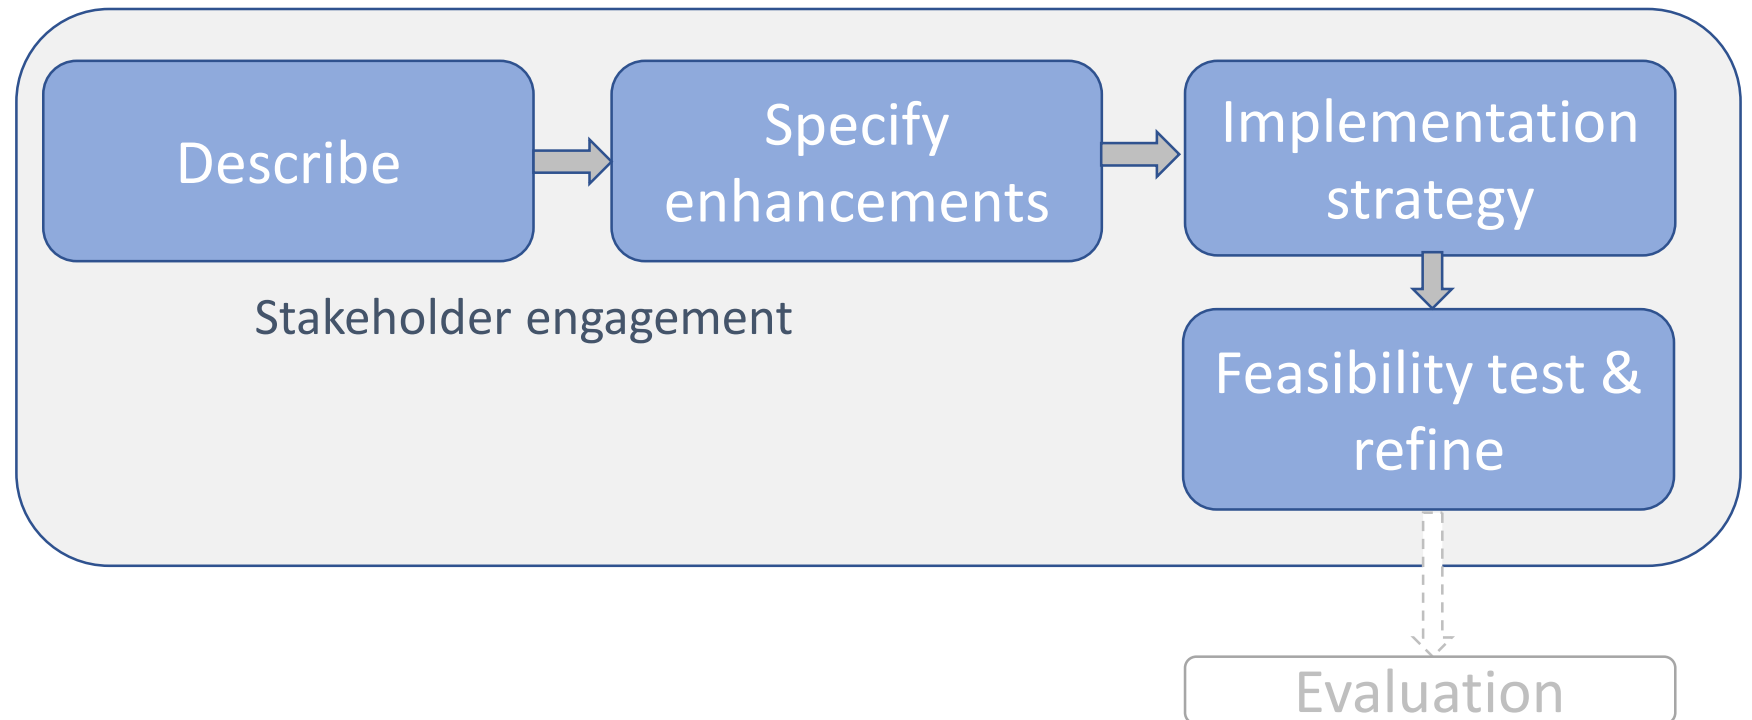 Describe
Specify
enhancements
Implementation
strategy
Stakeholder engagement
Feasibility test &
refine
Evaluation